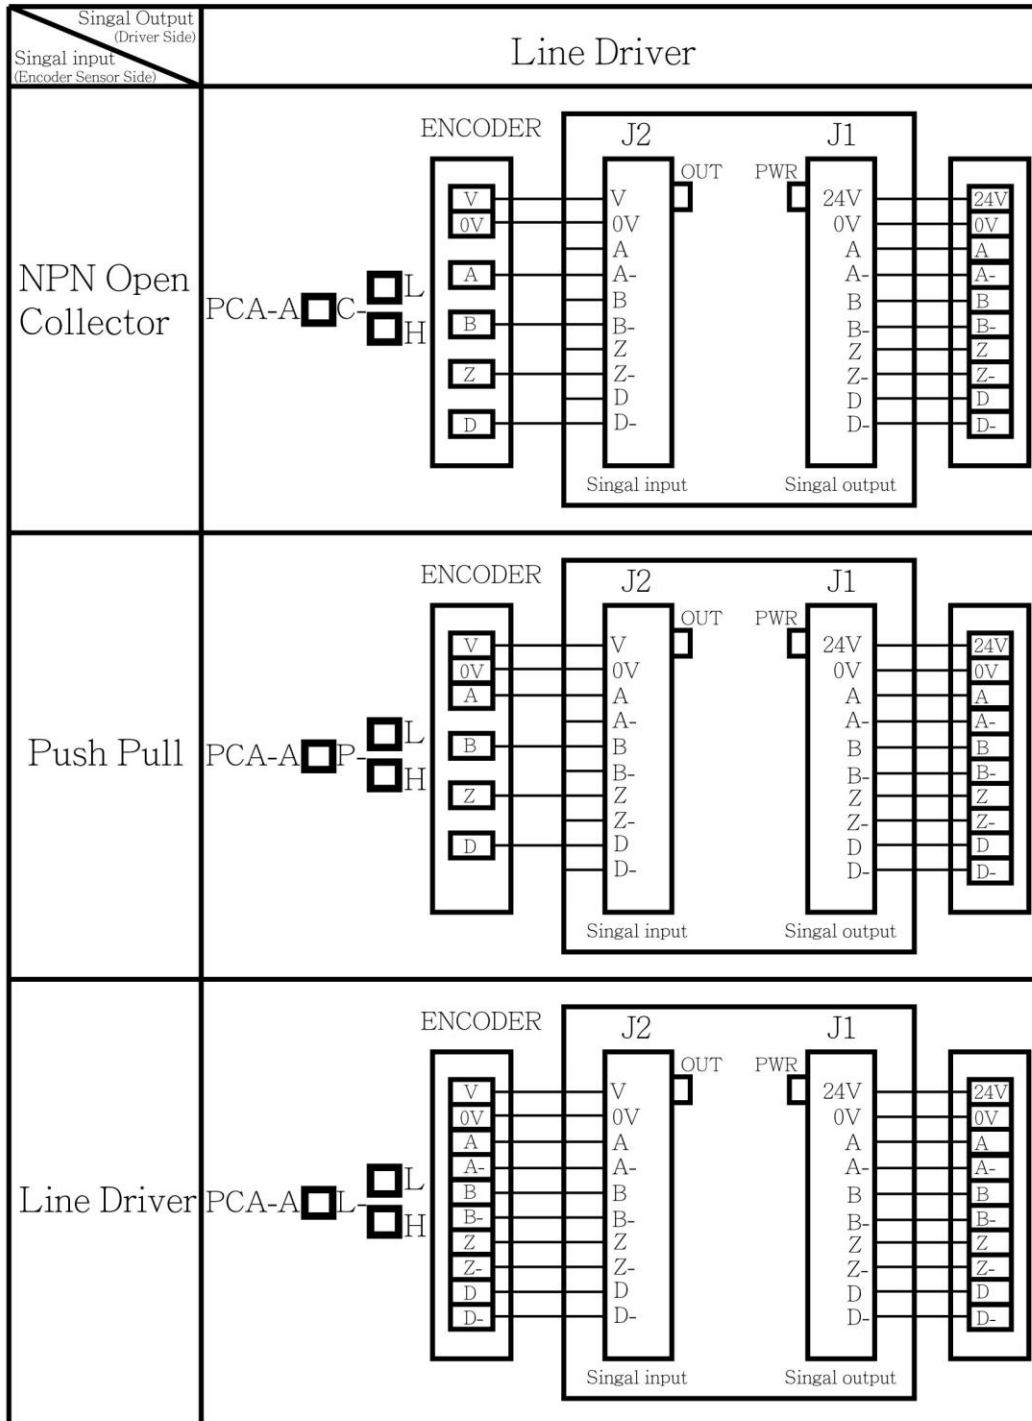 Singal Output
(Driver Side)
Singal input
(Encoder Sensor Side)
Line Driver
NPN Open
Collector
PCA-A□C-□L
□H
ENCODER
V
0V
A
B
Z
D
J2
OUT
V
0V
A
A-
B
B-
Z
Z-
D
D-
Singal input
J1
PWR
24V
0V
A
A-
B
B-
Z
Z-
D
D-
Singal output
24V
0V
A
A-
B
B-
Z
Z-
D
D-
Push Pull
PCA-A□P-□L
□H
ENCODER
V
0V
A
B
Z
D
J2
OUT
V
0V
A
A-
B
B-
Z
Z-
D
D-
Singal input
J1
PWR
24V
0V
A
A-
B
B-
Z
Z-
D
D-
Singal output
24V
0V
A
A-
B
B-
Z
Z-
D
D-
Line Driver
PCA-A□L-□L
□H
ENCODER
V
0V
A
A-
B
B-
Z
Z-
D
D-
J2
OUT
V
0V
A
A-
B
B-
Z
Z-
D
D-
Singal input
J1
PWR
24V
0V
A
A-
B
B-
Z
Z-
D
D-
Singal output
24V
0V
A
A-
B
B-
Z
Z-
D
D-